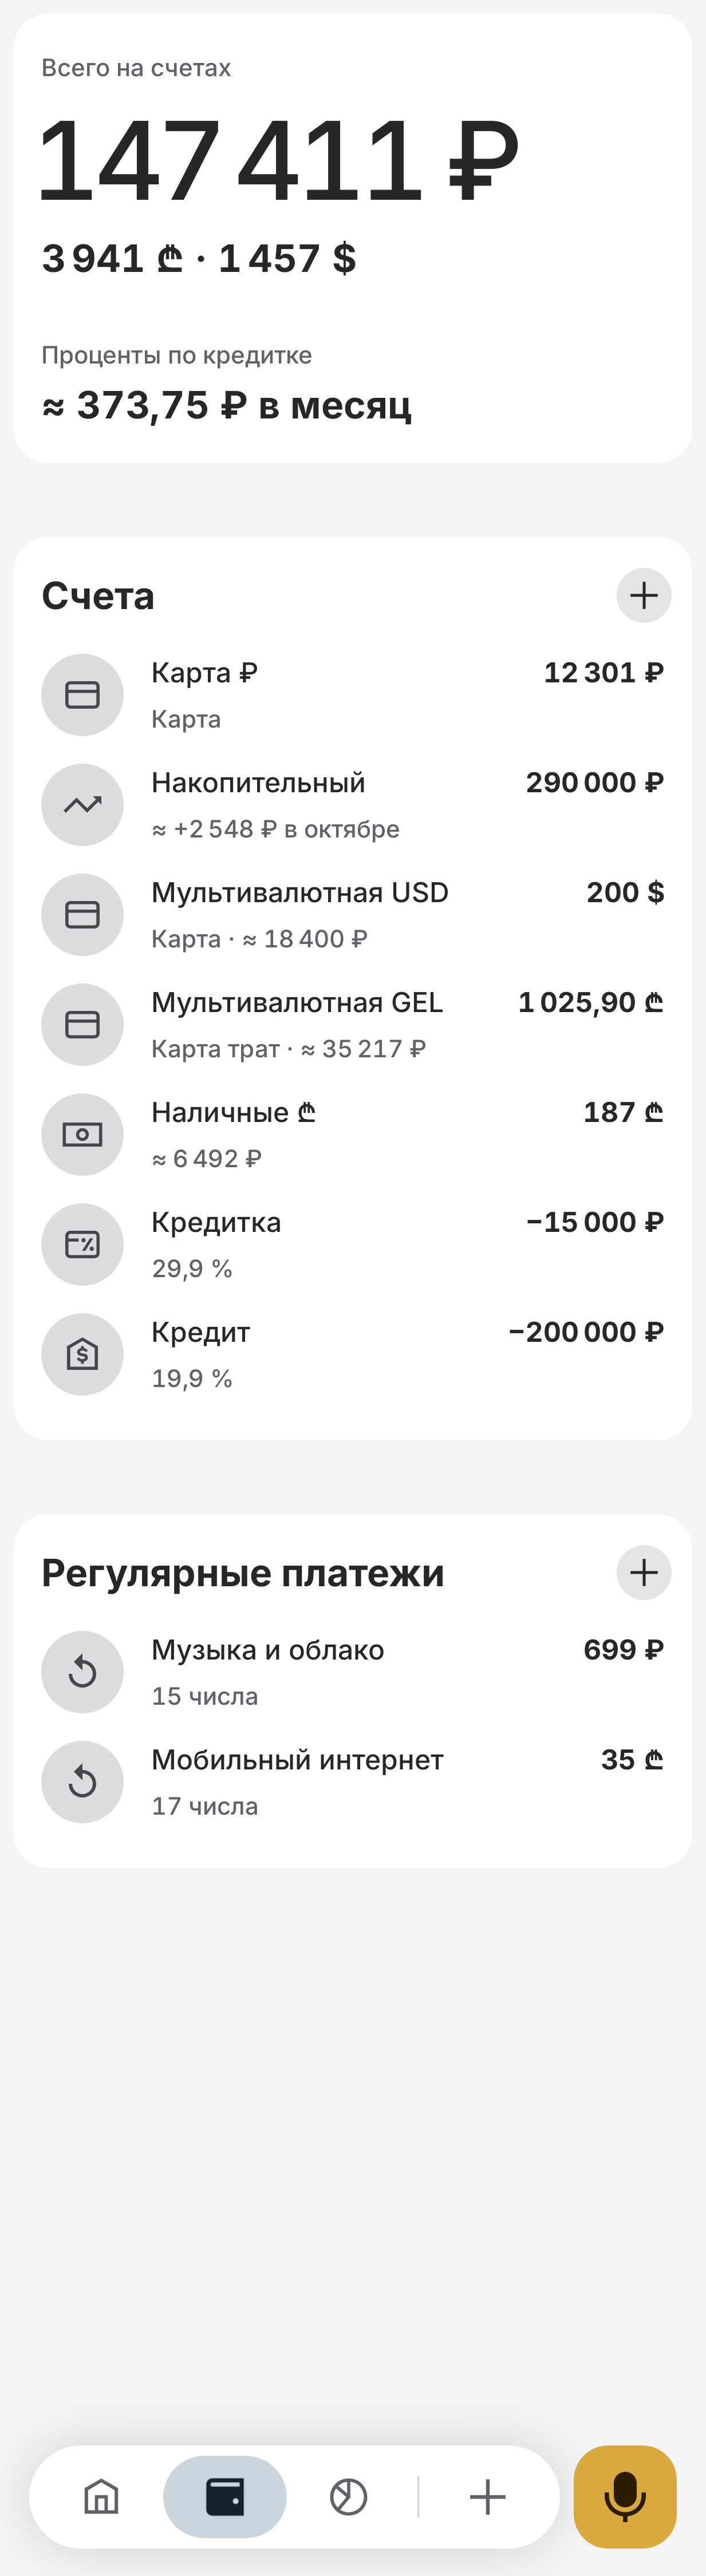 Всего на счетах
147 411 ₽
3 941 ₾ · 1 457 $
Проценты по кредитке
≈ 373,75 ₽ в месяц
Счета
Карта ₽
12 301 ₽
Карта
Накопительный
290 000 ₽
≈ +2 548 ₽ в октябре
Мультивалютная USD
200 $
Карта · ≈ 18 400 ₽
Мультивалютная GEL
1 025,90 ₾
Карта трат · ≈ 35 217 ₽
Наличные ₾
187 ₾
≈ 6 492 ₽
Кредитка
−15 000 ₽
29,9 %
Кредит
−200 000 ₽
19,9 %
Регулярные платежи
Музыка и облако
699 ₽
15 числа
Мобильный интернет
35 ₾
17 числа